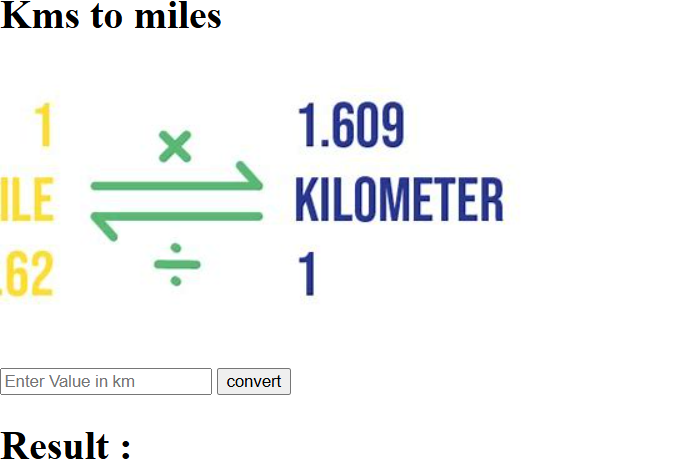 Kms to miles
1 × 1.609
ILE KILOMETER
.62 ÷ 1
Enter Value in km convert
Result :